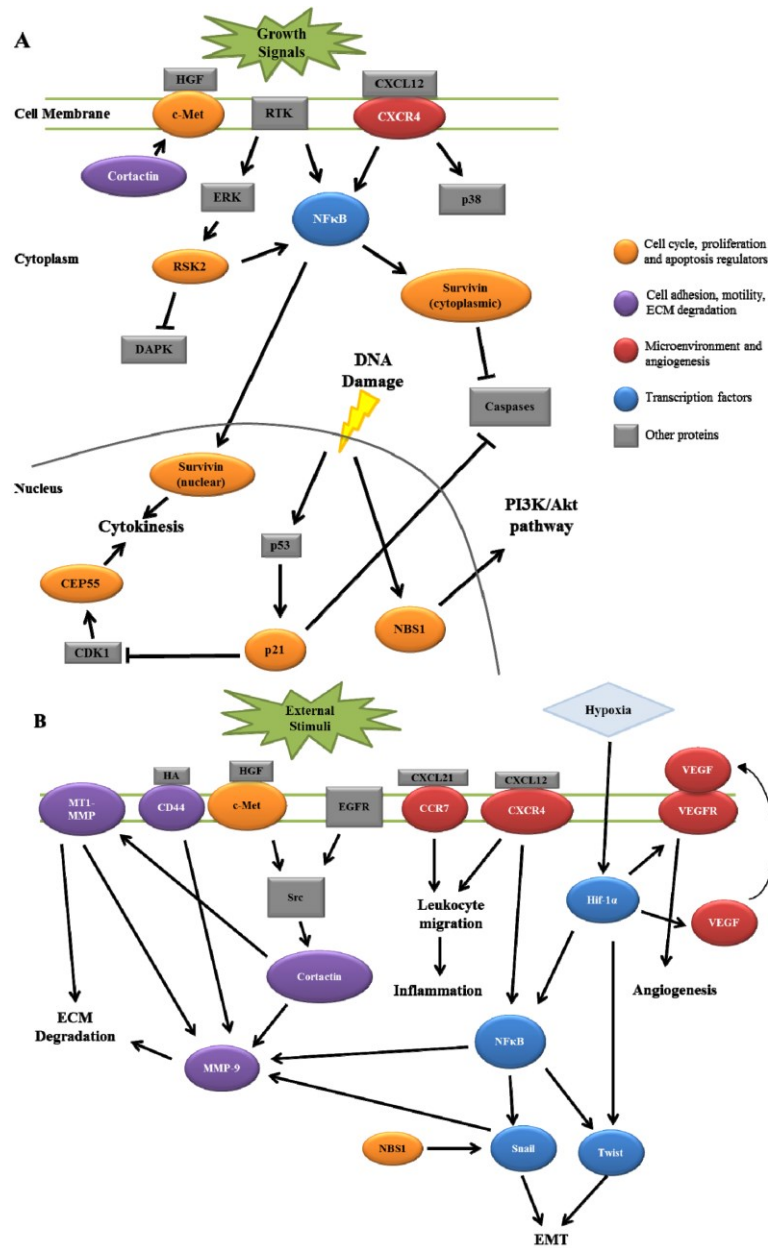 A
Growth
Signals
HGF
CXCL12
Cell Membrane
c-Met
RTK
CXCR4
Cortactin
ERK
p38
NFκB
Cytoplasm
RSK2
Survivin
(cytoplasmic)
DAPK
DNA
Damage
Caspases
Cell cycle, proliferation
and apoptosis regulators
Cell adhesion, motility,
ECM degradation
Microenvironment and
angiogenesis
Transcription factors
Other proteins
Nucleus
Survivin
(nuclear)
Cytokinesis
p53
PI3K/Akt
pathway
CEP55
NBS1
CDK1
p21
B
External
Stimuli
Hypoxia
HA
HGF
CXCL21
CXCL12
VEGF
MT1-
MMP
CD44
c-Met
EGFR
CCR7
CXCR4
VEGFR
Src
Leukocyte
migration
Hif-1α
VEGF
Cortactin
Inflammation
Angiogenesis
ECM
Degradation
NFκB
MMP-9
NBS1
Snail
Twist
EMT